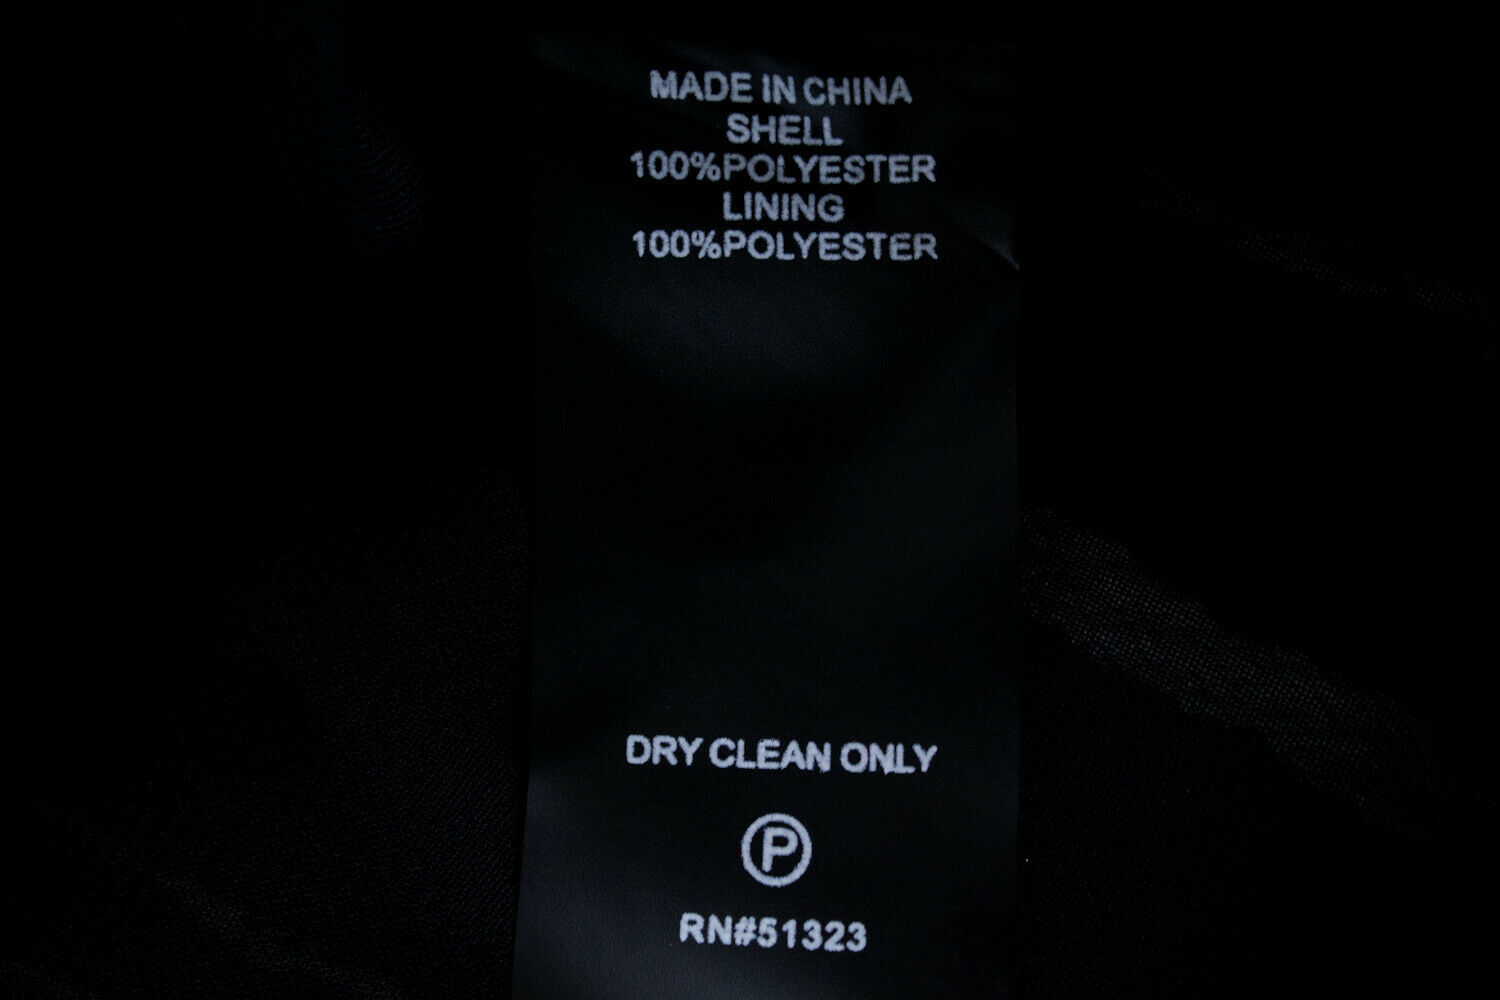 MADE IN CHINA
SHELL
100%POLYESTER
LINING
100%POLYESTER
DRY CLEAN ONLY
P
RN#51323